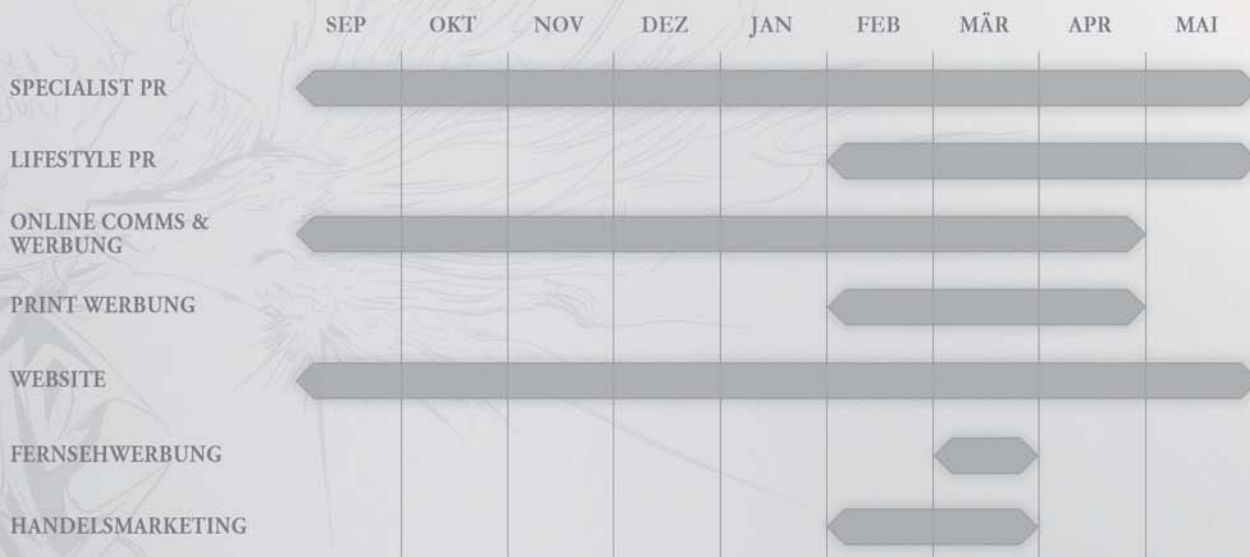 SEP OKT NOV DEZ JAN FEB MÄR APR MAI
SPECIALIST PR
LIFESTYLE PR
ONLINE COMMS &
WERBUNG
PRINT WERBUNG
WEBSITE
FERNSEHWERBUNG
HANDELSMARKETING